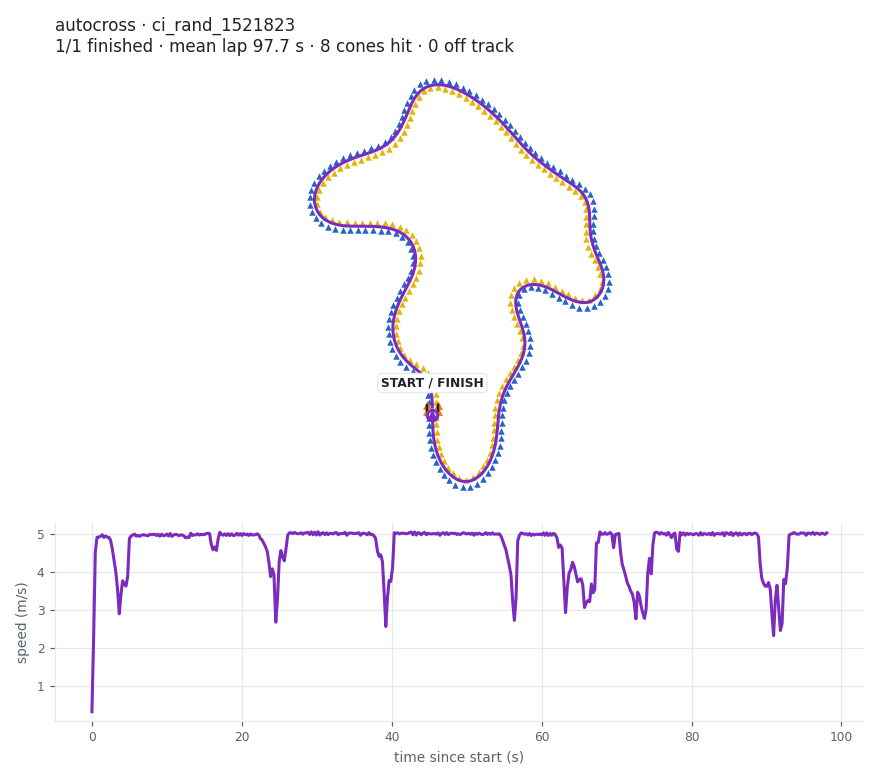 autocross · ci_rand_1521823
1/1 finished · mean lap 97.7 s · 8 cones hit · 0 off track
START / FINISH
5
4
3
2
1
speed (m/s)
0 20 40 60 80 100
time since start (s)